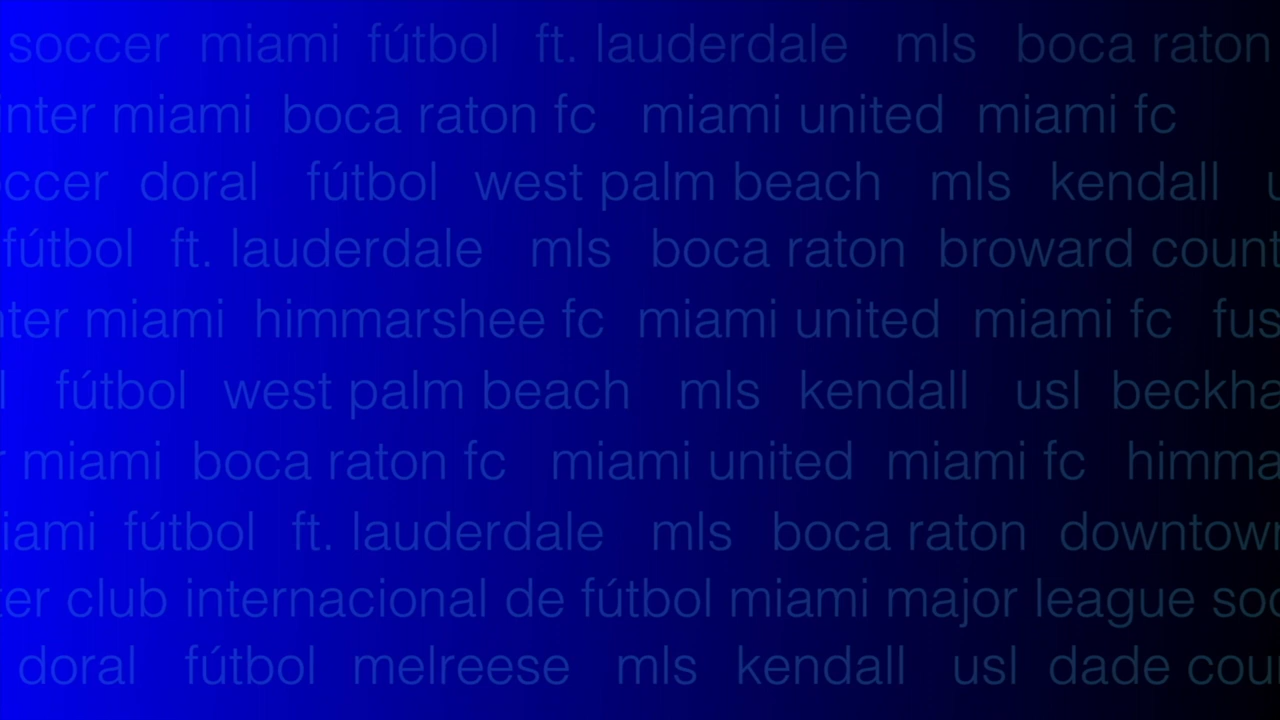 soccer miami fútbol ft. lauderdale mls boca raton
inter miami boca raton fc miami united miami fc
occer doral fútbol west palm beach mls kendall u
fútbol ft. lauderdale mls boca raton broward count
nter miami himmarshee fc miami united miami fc fus
l fútbol west palm beach mls kendall usl beckha
r miami boca raton fc miami united miami fc himma
iami fútbol ft. lauderdale mls boca raton downtown
ter club internacional de fútbol miami major league soc
doral fútbol melreese mls kendall usl dade cou